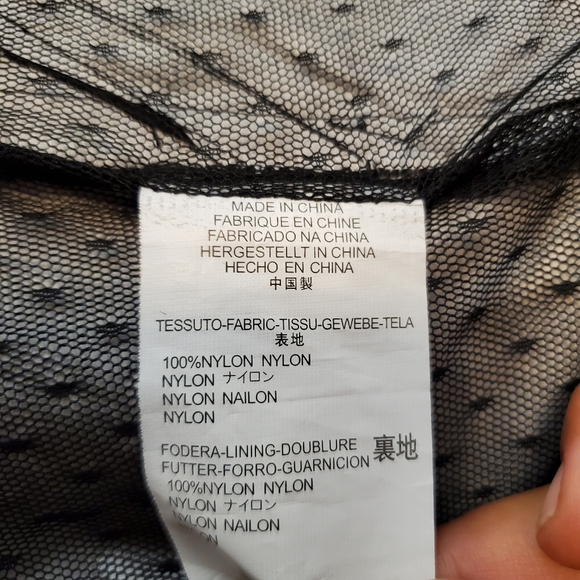 MADE IN CHINA
FABRIQUE EN CHINE
FABRICADO NA CHINA
HERGESTELLT IN CHINA
HECHO EN CHINA
中国製
TESSUTO-FABRIC-TISSU-GEWEBE-TELA
表地
100%NYLON NYLON
NYLON ナイロン
NYLON NAILON
NYLON
FODERA-LINING-DOUBLURE 裏地
FUTTER-FORRO-GUARNICION
100%NYLON NYLON
NYLON ナイロン
NYLON NAILON